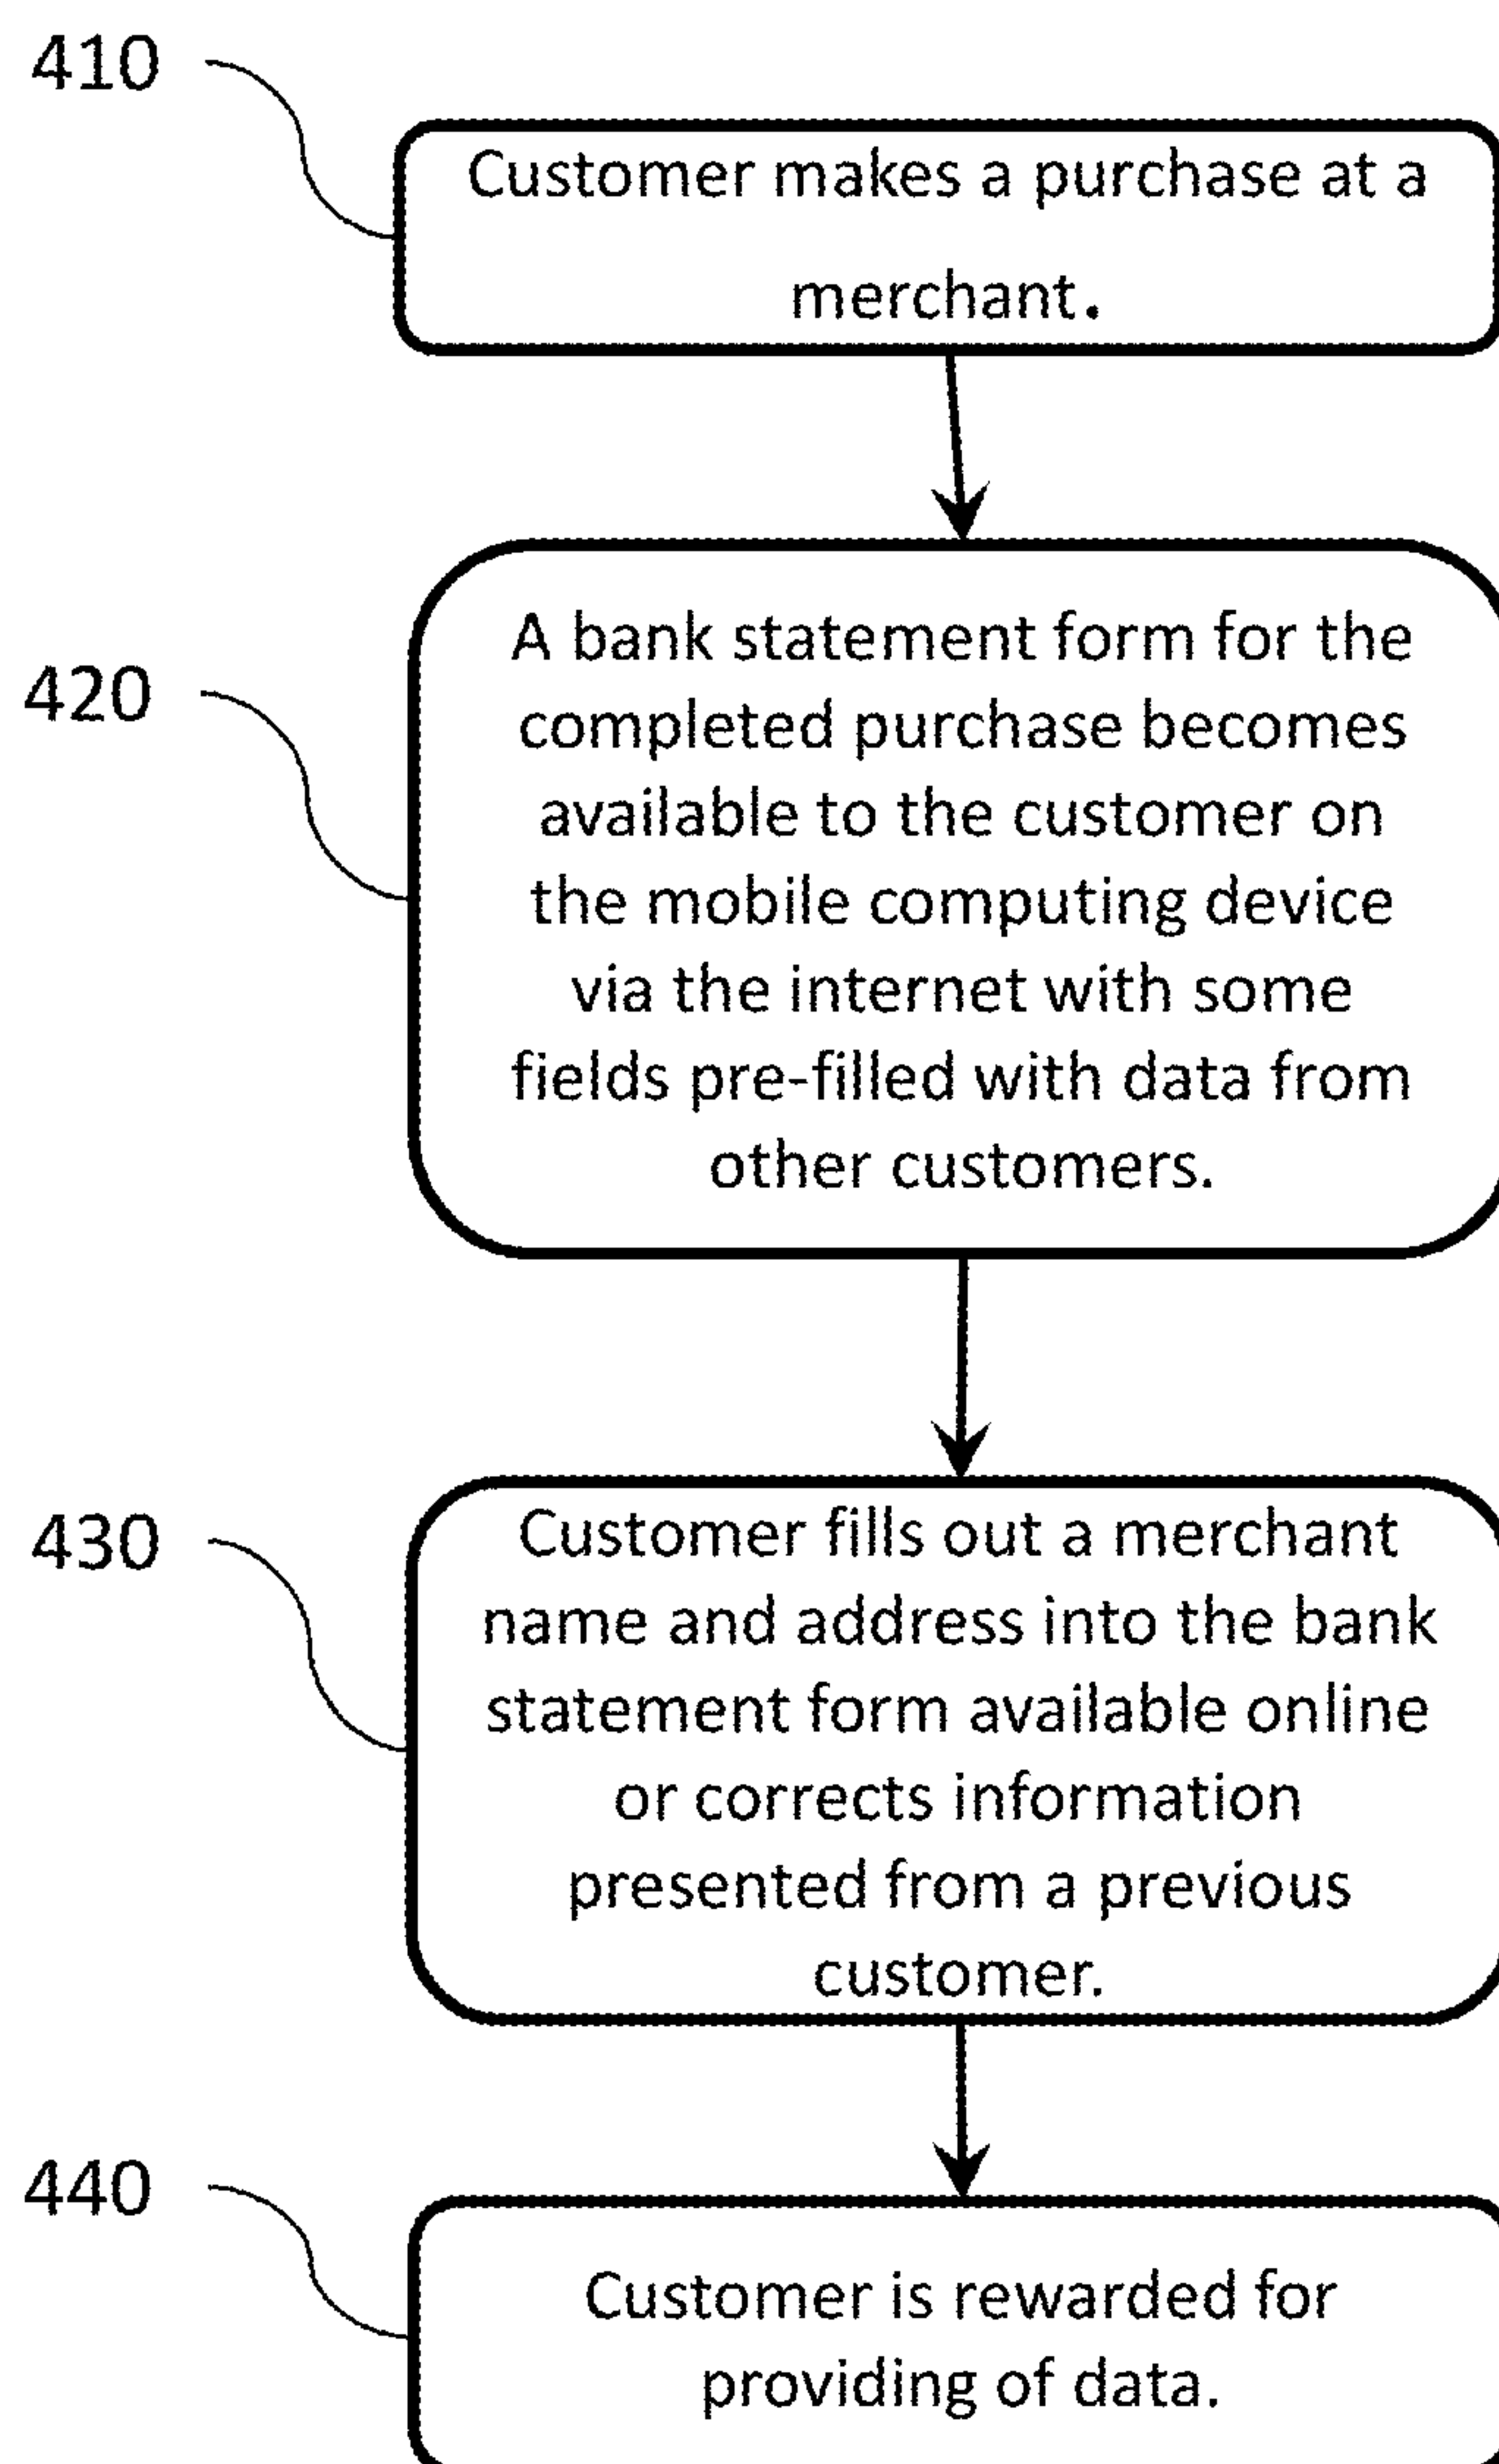 410
Customer makes a purchase at a
merchant.
420
A bank statement form for the
completed purchase becomes
available to the customer on
the mobile computing device
via the internet with some
fields pre-filled with data from
other customers.
430
Customer fills out a merchant
name and address into the bank
statement form available online
or corrects information
presented from a previous
customer.
440
Customer is rewarded for
providing of data.